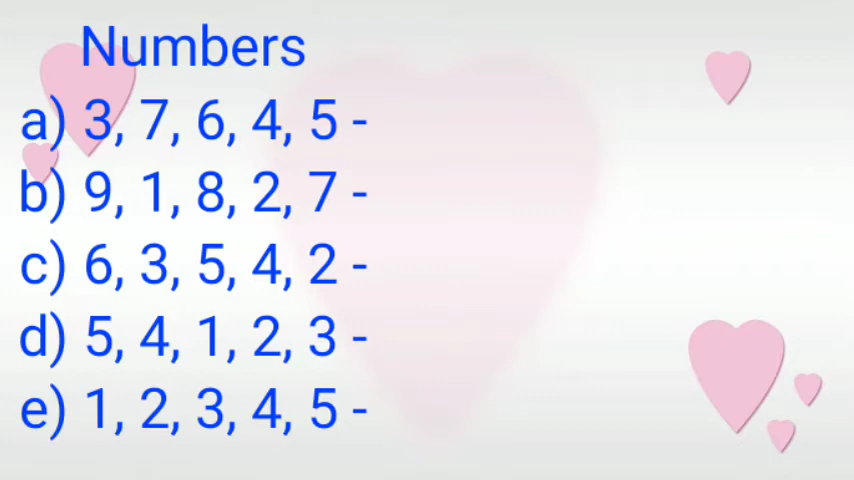 Numbers
a) 3, 7, 6, 4, 5 -
b) 9, 1, 8, 2, 7 -
c) 6, 3, 5, 4, 2 -
d) 5, 4, 1, 2, 3 -
e) 1, 2, 3, 4, 5 -